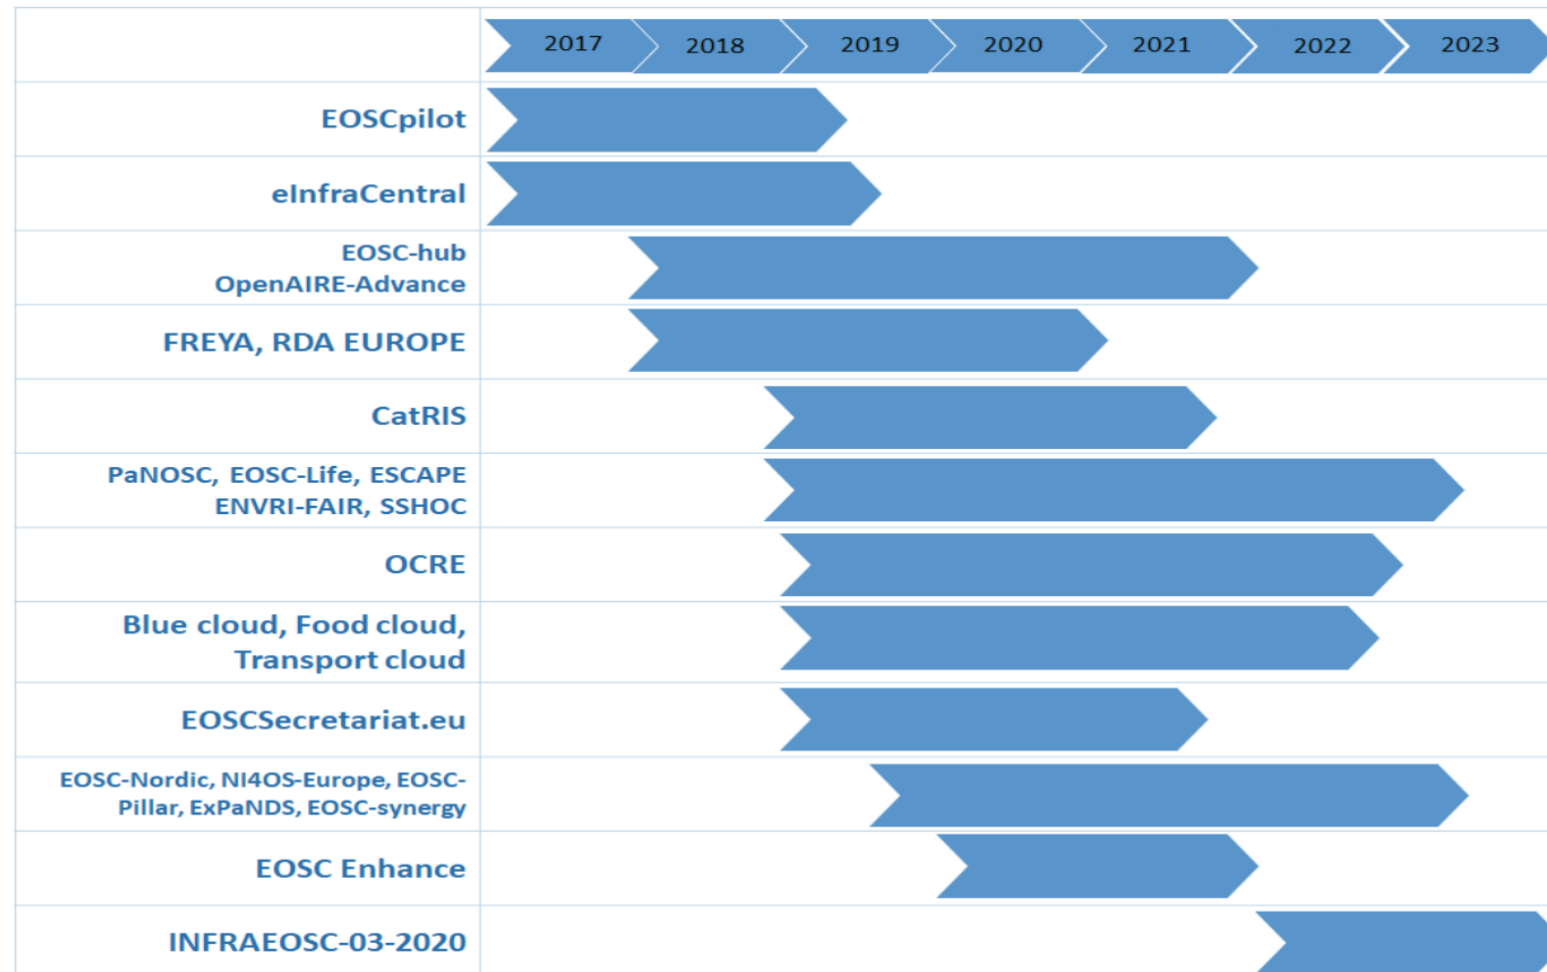 2017 2018 2019 2020 2021 2022 2023
EOSCpilot
eInfraCentral
EOSC-hub
OpenAIRE-Advance
FREYA, RDA EUROPE
CatRIS
PaNOSC, EOSC-Life, ESCAPE
ENVRI-FAIR, SSHOC
OCRE
Blue cloud, Food cloud,
Transport cloud
EOSCSecretariat.eu
EOSC-Nordic, NI4OS-Europe, EOSC-
Pillar, ExPaNDS, EOSC-synergy
EOSC Enhance
INFRAEOSC-03-2020